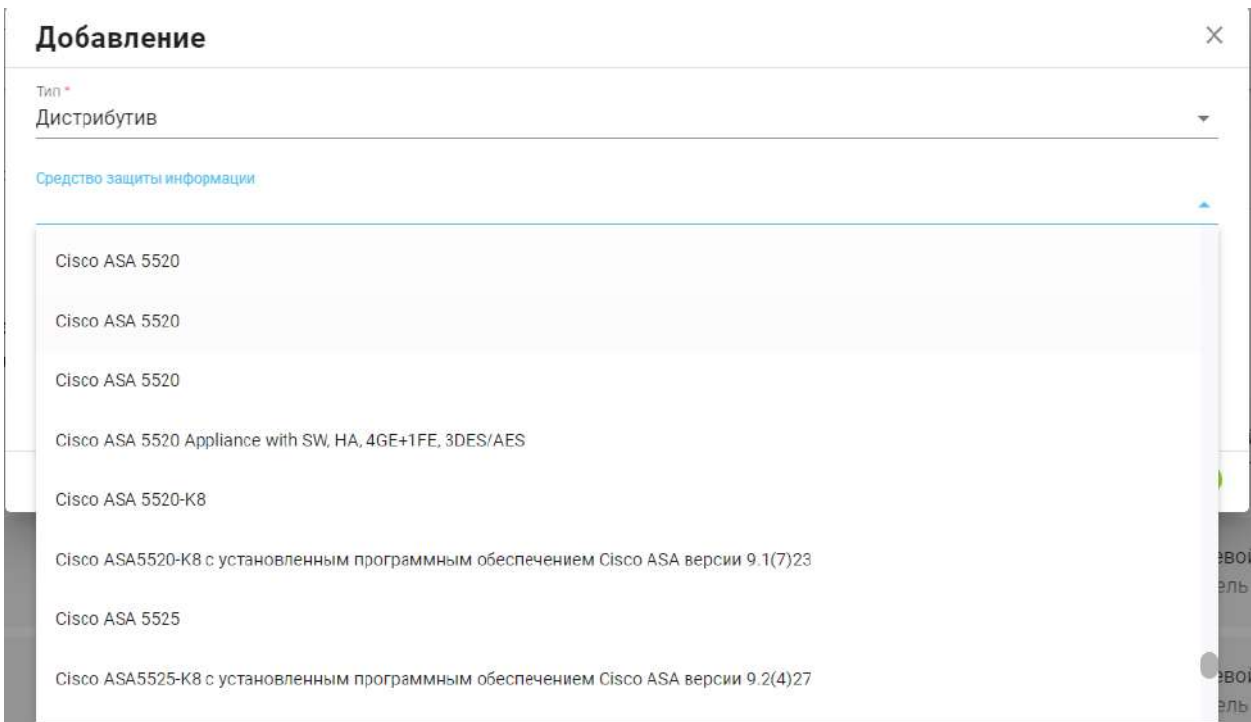 Добавление
Тип *
Дистрибутив
Средство защиты информации
Cisco ASA 5520
Cisco ASA 5520
Cisco ASA 5520
Cisco ASA 5520 Appliance with SW, HA, 4GE+1FE, 3DES/AES
Cisco ASA 5520-K8
Cisco ASA5520-K8 с установленным программным обеспечением Cisco ASA версии 9.1(7)23
Cisco ASA 5525
Cisco ASA5525-K8 с установленным программным обеспечением Cisco ASA версии 9.2(4)27